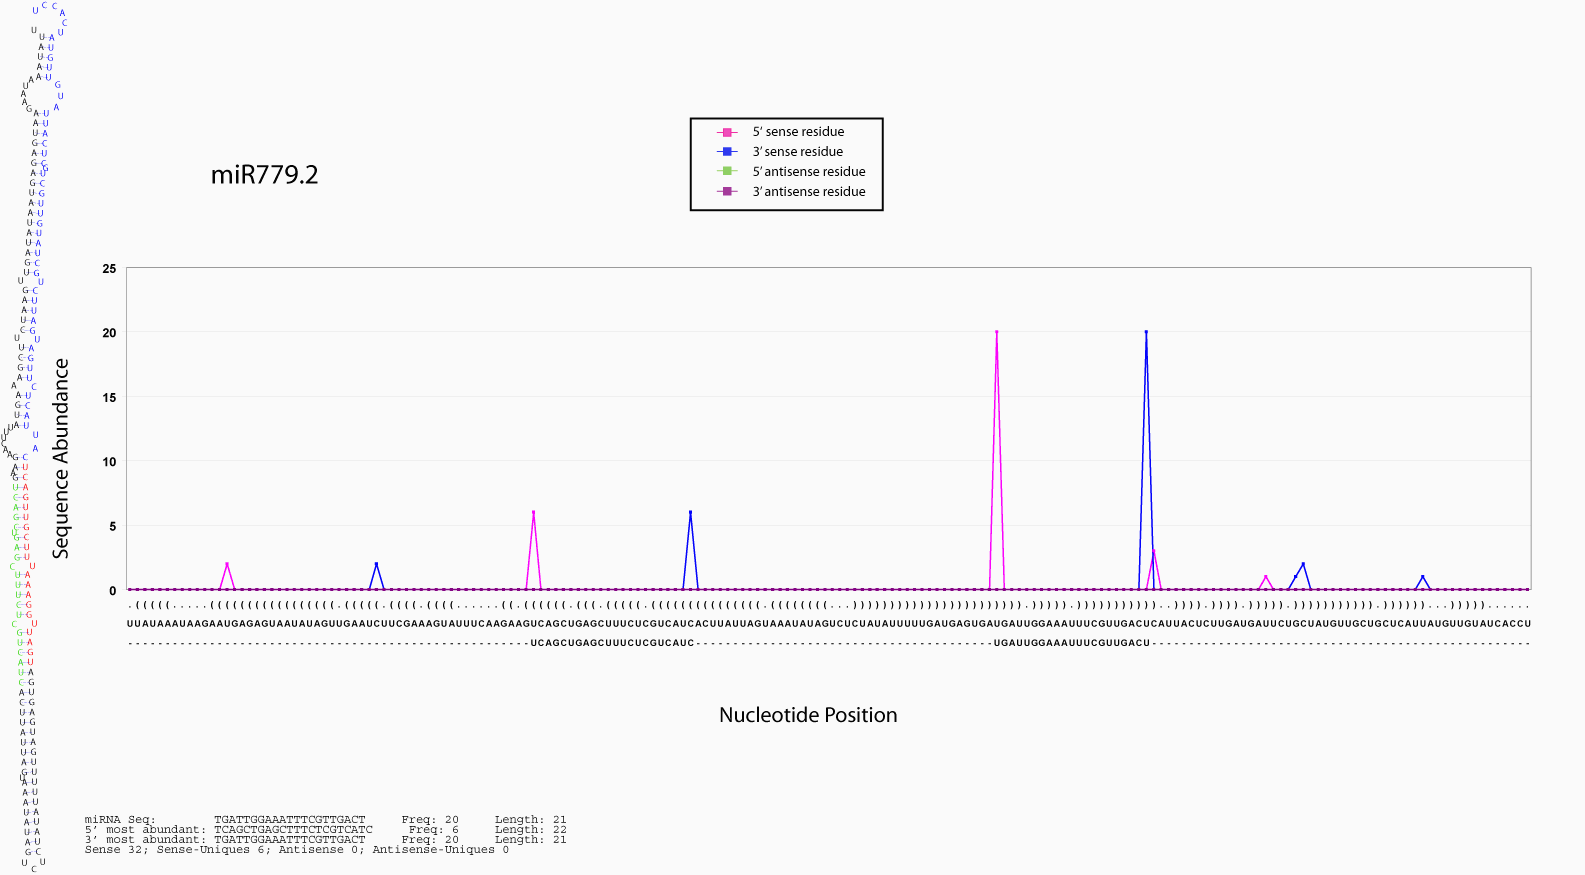 5’ sense residue
3’ sense residue
5’ antisense residue
3’ antisense residue
miR779.2
25
20
15
10
5
0
Sequence Abundance
UUAUAAAUAAGAAUGAGAGUAAUAUAGUUGAAUCUUCGAAAGUAUUUCAAGAAGUCAGCUGAGCUUUCUCGUCAUCACUUAUUAGUAAAUAUAGUCUCUAUAUUUUUGAUGAGUGAUGAUUGGAAAUUUCGUUGACUCAUUACUCUUGAUGAUUCUGCUAUGUUGCUGCUCAUUAUGUUGUAUCACCU
UCAGCUGAGCUUUCUCGUCAUC UGAUUGGAAAUUUCGUUGACU
Nucleotide Position
miRNA Seq: TGATTGGAAATTTCGTTGACT Freq: 20 Length: 21
5’ most abundant: TCAGCTGAGCTTTCTCGTCATC Freq: 6 Length: 22
3’ most abundant: TGATTGGAAATTTCGTTGACT Freq: 20 Length: 21
Sense 32; Sense-Uniques 6; Antisense 0; Antisense-Uniques 0